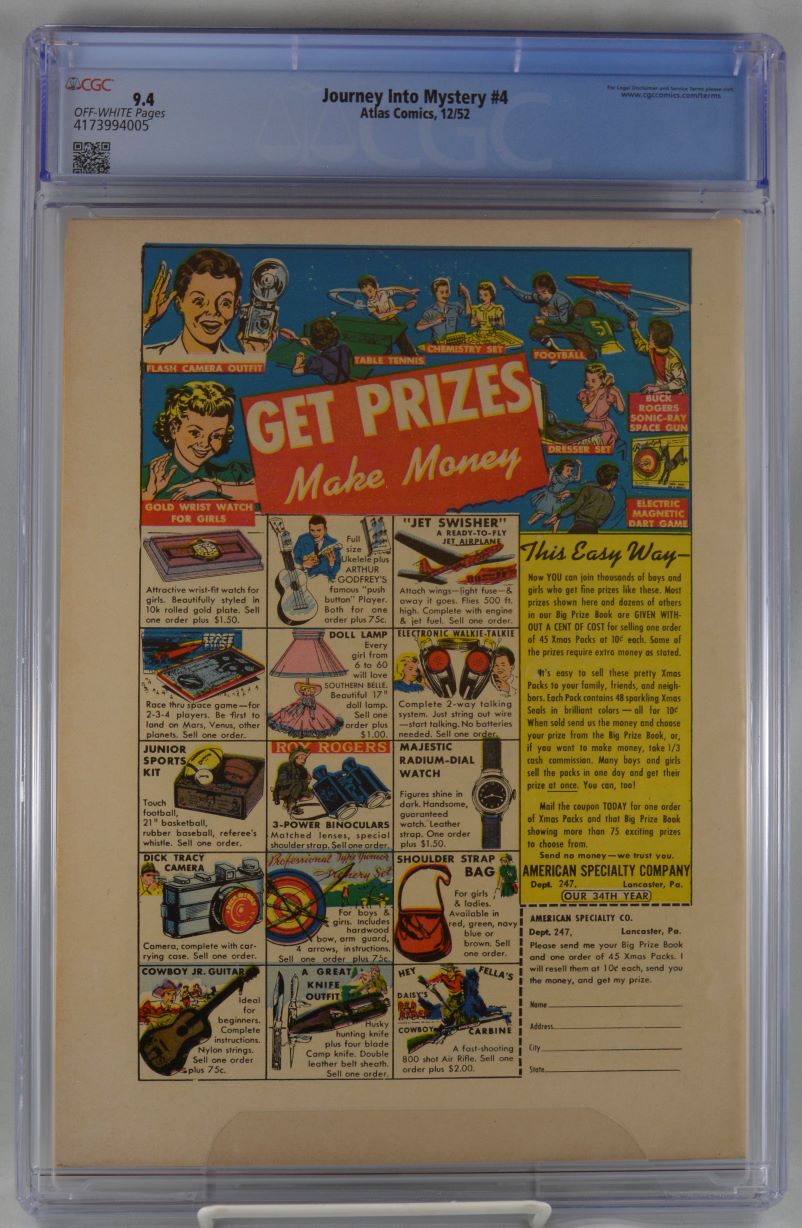 CGC
9.4
OFF-WHITE Pages
4173994005
Journey Into Mystery #4
Atlas Comics, 12/52
For Legal Disclaimer and Service Terms please visit
www.cgccomics.com/terms
CGC
FLASH CAMERA OUTFIT
TABLE TENNIS
CHEMISTRY SET
FOOTBALL
51
BUCK
ROGERS
SONIC-RAY
SPACE GUN
DRESSER SET
ELECTRIC
MAGNETIC
DART GAME
GOLD WRIST WATCH
FOR GIRLS
GET PRIZES
Make Money
Attractive wrist-fit watch for
girls. Beautifully styled in
10k rolled gold plate. Sell
one order plus $1.50.
Full
size
Ukelele plus
ARTHUR
GODFREY'S
famous "push
button" Player.
Both for one
order plus 75c.
"JET SWISHER"
A READY-TO-FLY
JET AIRPLANE
Attach wings—light fuse—&
away it goes. Flies 500 ft.
high. Complete with engine
& jet fuel. Sell one order.
SPACE
Race thru space game—for
2-3-4 players. Be first to
land on Mars, Venus, other
planets. Sell one order.
DOLL LAMP
Every
girl from
6 to 60
will love
SOUTHERN BELLE.
Beautiful 17"
doll lamp.
Sell one
order plus
$1.00.
ELECTRONIC WALKIE-TALKIE
Complete 2-way talking
system. Just string out wire
—start talking. No batteries
needed. Sell one order.
JUNIOR
SPORTS
KIT
Touch
football,
21" basketball,
rubber baseball, referee's
whistle. Sell one order.
ROY ROGERS
3-POWER BINOCULARS
Matched lenses, special
shoulder strap. Sell one order.
MAJESTIC
RADIUM-DIAL
WATCH
Figures shine in
dark. Handsome,
guaranteed
watch. Leather
strap. One order
plus $1.50.
DICK TRACY
CAMERA
Camera, complete with car-
rying case. Sell one order.
Professional Type Junior
Archery Set
For boys &
girls. Includes
hardwood
bow, arm guard,
4 arrows, instructions.
Sell one order plus 75c.
SHOULDER STRAP
BAG
For girls
& ladies.
Available in
red, green, navy
blue or
brown. Sell
one order.
COWBOY JR. GUITAR
Ideal
for
beginners.
Complete
instructions.
Nylon strings.
Sell one order
plus 75c.
A GREAT
KNIFE
OUTFIT
Husky
hunting knife
plus four blade
Camp knife. Double
leather belt sheath.
Sell one order.
HEY FELLA'S
DAISY'S
RED RYDER
COWBOY CARBINE
A fast-shooting
800 shot Air Rifle. Sell one
order plus $2.00.
This Easy Way—
Now YOU can join thousands of boys and
girls who get fine prizes like these. Most
prizes shown here and dozens of others
in our Big Prize Book are GIVEN WITH-
OUT A CENT OF COST for selling one order
of 45 Xmas Packs at 10¢ each. Some of
the prizes require extra money as stated.
It's easy to sell these pretty Xmas
Packs to your family, friends, and neigh-
bors. Each Pack contains 48 sparkling Xmas
Seals in brilliant colors — all for 10¢
When sold send us the money and choose
your prize from the Big Prize Book, or,
if you want to make money, take 1/3
cash commission. Many boys and girls
sell the packs in one day and get their
prize at once. You can, too!
Mail the coupon TODAY for one order
of Xmas Packs and that Big Prize Book
showing more than 75 exciting prizes
to choose from.
Send no money—we trust you.
AMERICAN SPECIALTY COMPANY
Dept. 247, Lancaster, Pa.
(OUR 34TH YEAR)
AMERICAN SPECIALTY CO.
Dept. 247, Lancaster, Pa.
Please send me your Big Prize Book
and one order of 45 Xmas Packs. I
will resell them at 10¢ each, send you
the money, and get my prize.
Name
Address
City
State